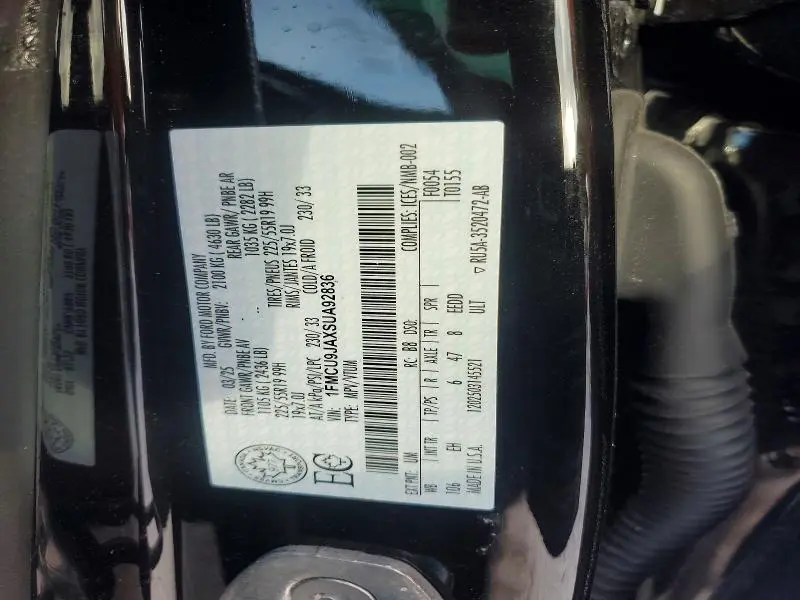 MFD. BY FORD MOTOR COMPANY
DATE: 03/25 GVWR/PNBV: 2100 KG ( 4630 LB)
FRONT GAWR/PNBE AV REAR GAWR/ PNBE AR
1105 KG ( 2436 LB) 1035 KG ( 2282 LB)
225/55R19 99H TIRES/PNEUS 225/55R19 99H
19x7.0J RIMS/JANTES 19x7.0J
AT/A kPa/PSI/LPC 230/ 33 COLD/A FROID 230/ 33
VIN: 1FMCU9JAXSUA92836
TYPE: MPV/VTUM
EC
EXT PNT: UM RC: BB DSO: COMPLIES: ICES/NMB-002
WB INT TR TP/PS R AXLE TR SPR F0054
106 EH 6 47 8 EEDD T0155
MADE IN U.S.A. ULT
1202503145521 ▽ RU5A-3520472-AB